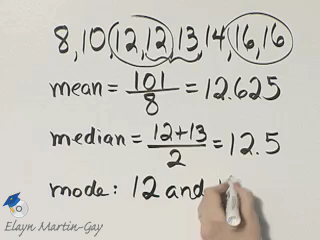 8, 10, 12, 12, 13, 14, 16, 16
mean = 101/8 = 12.625
median = 12+13/2 = 12.5
mode: 12 and
Elayn Martin-Gay